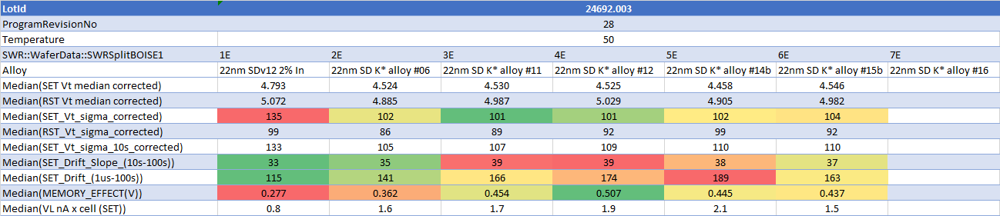 LotId 24692.003
ProgramRevisionNo 28
Temperature 50
SWR::WaferData::SWRSplitBOISE1 1E 2E 3E 4E 5E 6E 7E
Alloy 22nm SDv12 2% In 22nm SD K* alloy #06 22nm SD K* alloy #11 22nm SD K* alloy #12 22nm SD K* alloy #14b 22nm SD K* alloy #15b 22nm SD K* alloy #16
Median(SET Vt median corrected) 4.793 4.524 4.530 4.525 4.458 4.546
Median(RST Vt median corrected) 5.072 4.885 4.987 5.029 4.905 4.982
Median(SET_Vt_sigma_corrected) 135 102 101 101 102 104
Median(RST_Vt_sigma_corrected) 99 86 89 92 99 92
Median(SET_Vt_sigma_10s_corrected) 133 105 107 109 110 110
Median(SET_Drift_Slope_(10s-100s)) 33 35 39 39 38 37
Median(SET_Drift_(1us-100s)) 115 141 166 174 189 163
Median(MEMORY_EFFECT(V)) 0.277 0.362 0.454 0.507 0.445 0.437
Median(VL nA x cell (SET)) 0.8 1.6 1.7 1.9 2.1 1.5